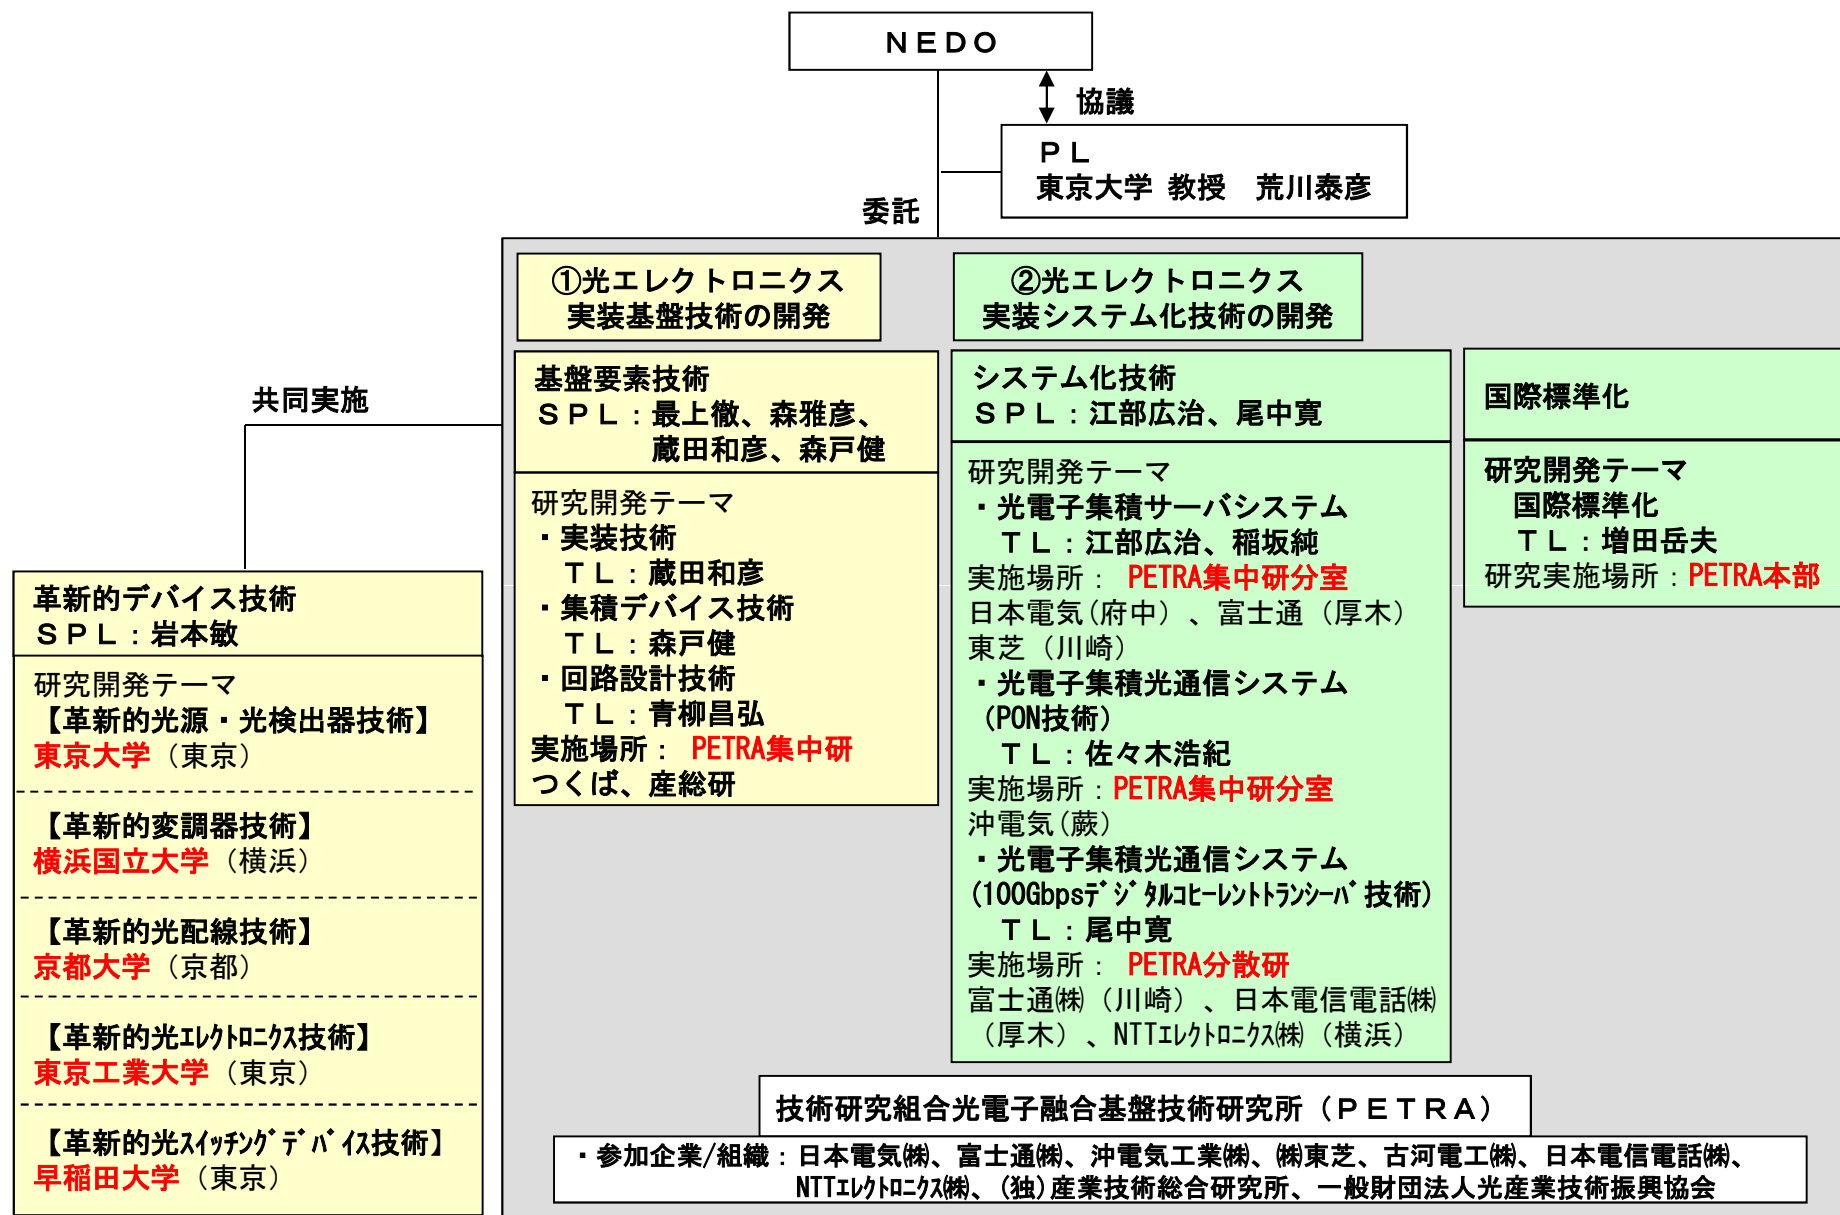 ＮＥＤＯ
協議
ＰＬ
東京大学 教授　荒川泰彦
委託
①光エレクトロニクス
実装基盤技術の開発
②光エレクトロニクス
実装システム化技術の開発
共同実施
基盤要素技術
ＳＰＬ：最上徹、森雅彦、
蔵田和彦、森戸健
研究開発テーマ
・実装技術
ＴＬ：蔵田和彦
・集積デバイス技術
ＴＬ：森戸健
・回路設計技術
ＴＬ：青柳昌弘
実施場所： PETRA集中研
つくば、産総研
システム化技術
ＳＰＬ：江部広治、尾中寛
研究開発テーマ
・光電子集積サーバシステム
ＴＬ：江部広治、稲坂純
実施場所： PETRA集中研分室
日本電気(府中）、富士通（厚木）
東芝（川崎）
・光電子集積光通信システム
（PON技術）
ＴＬ：佐々木浩紀
実施場所：PETRA集中研分室
沖電気(蕨）
・光電子集積光通信システム
(100Gbpsﾃﾞｼﾞﾀﾙｺﾋｰﾚﾝﾄﾄﾗﾝｼｰﾊﾞ技術)
ＴＬ：尾中寛
実施場所： PETRA分散研
富士通㈱（川崎）、日本電信電話㈱
（厚木）、NTTｴﾚｸﾄﾛﾆｸｽ㈱（横浜）
国際標準化
研究開発テーマ
国際標準化
ＴＬ：増田岳夫
研究実施場所：PETRA本部
革新的デバイス技術
ＳＰＬ：岩本敏
研究開発テーマ
【革新的光源・光検出器技術】
東京大学（東京）
【革新的変調器技術】
横浜国立大学（横浜）
【革新的光配線技術】
京都大学（京都）
【革新的光ｴﾚｸﾄﾛﾆｸｽ技術】
東京工業大学（東京）
【革新的光ｽｲｯﾁﾝｸﾞﾃﾞﾊﾞｲｽ技術】
早稲田大学（東京）
技術研究組合光電子融合基盤技術研究所（ＰＥＴＲＡ）
・参加企業/組織：日本電気㈱、富士通㈱、沖電気工業㈱、㈱東芝、古河電工㈱、日本電信電話㈱、
NTTｴﾚｸﾄﾛﾆｸｽ㈱、(独)産業技術総合研究所、一般財団法人光産業技術振興協会